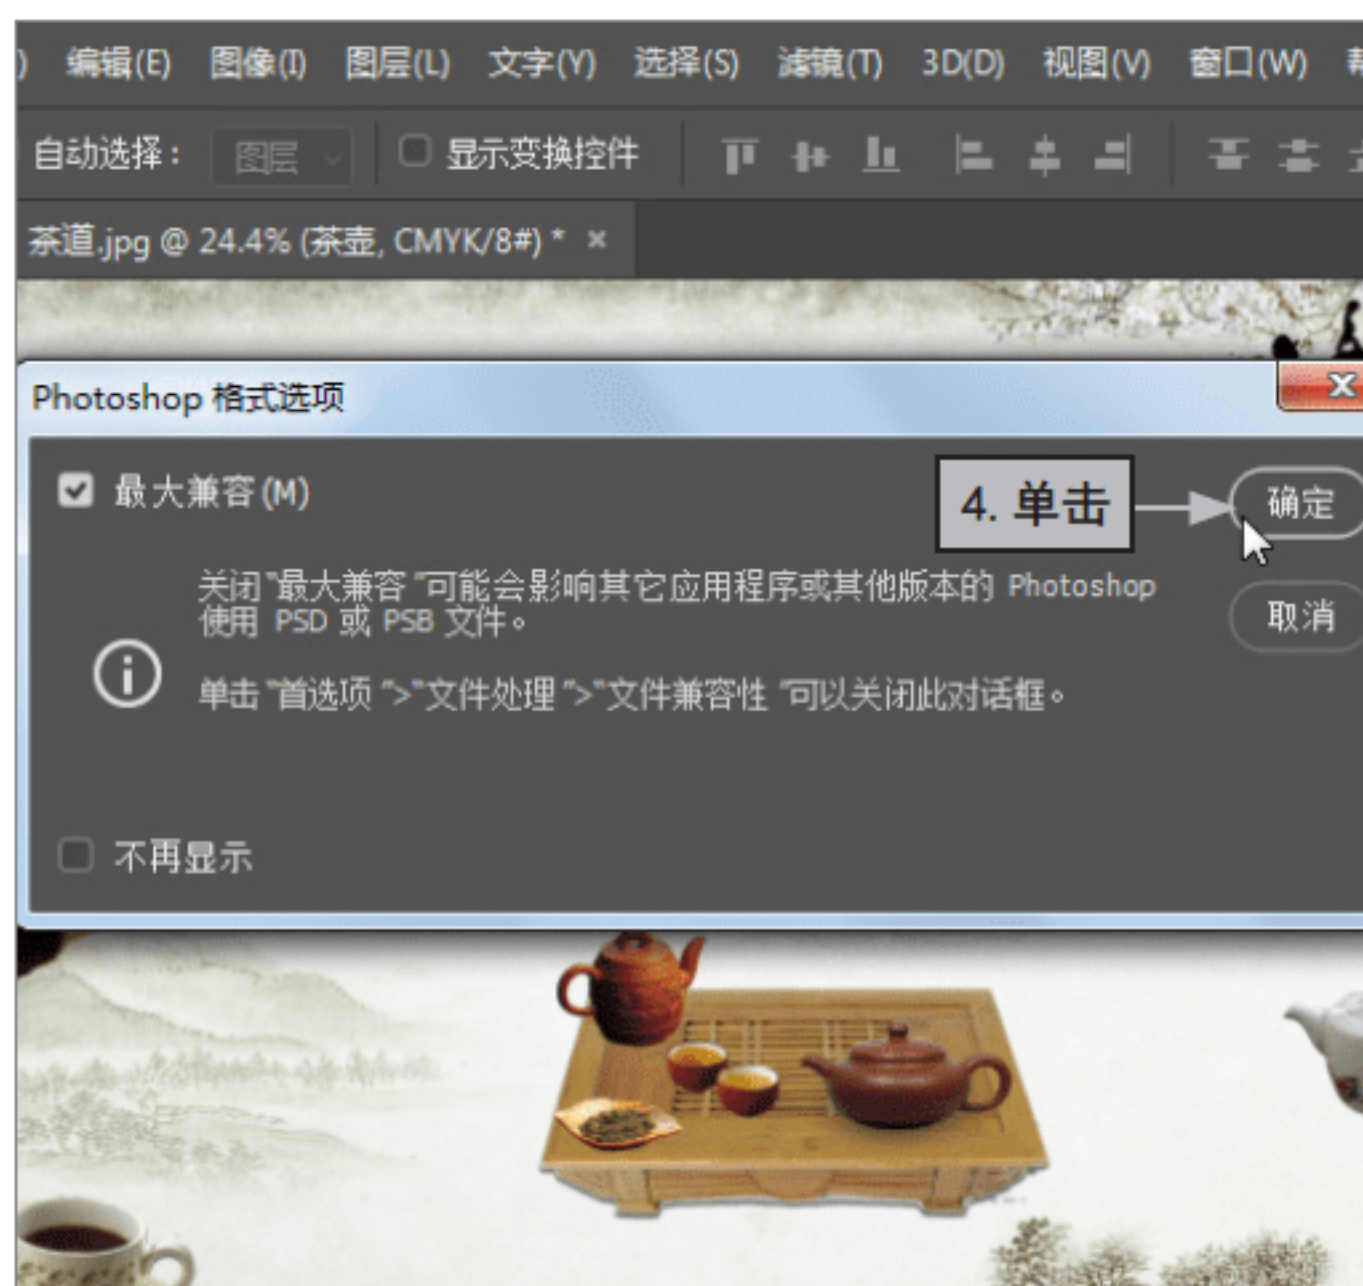 ) 编辑(E) 图像(I) 图层(L) 文字(Y) 选择(S) 滤镜(T) 3D(D) 视图(V) 窗口(W)
自动选择： 图层 显示变换控件
茶道.jpg @ 24.4% (茶壶, CMYK/8#) * ×
Photoshop 格式选项
最大兼容(M)
4. 单击
确定
关闭"最大兼容"可能会影响其它应用程序或其他版本的 Photoshop
使用 PSD 或 PSB 文件。
取消
单击"首选项">"文件处理">"文件兼容性"可以关闭此对话框。
不再显示